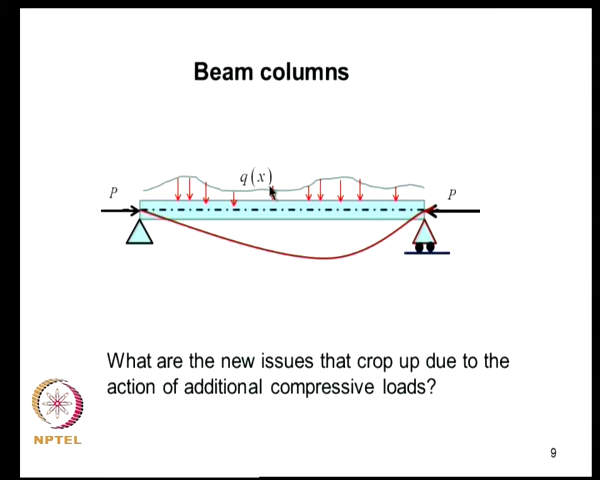 Beam columns
q(x)
P
P
What are the new issues that crop up due to the
action of additional compressive loads?
NPTEL
9